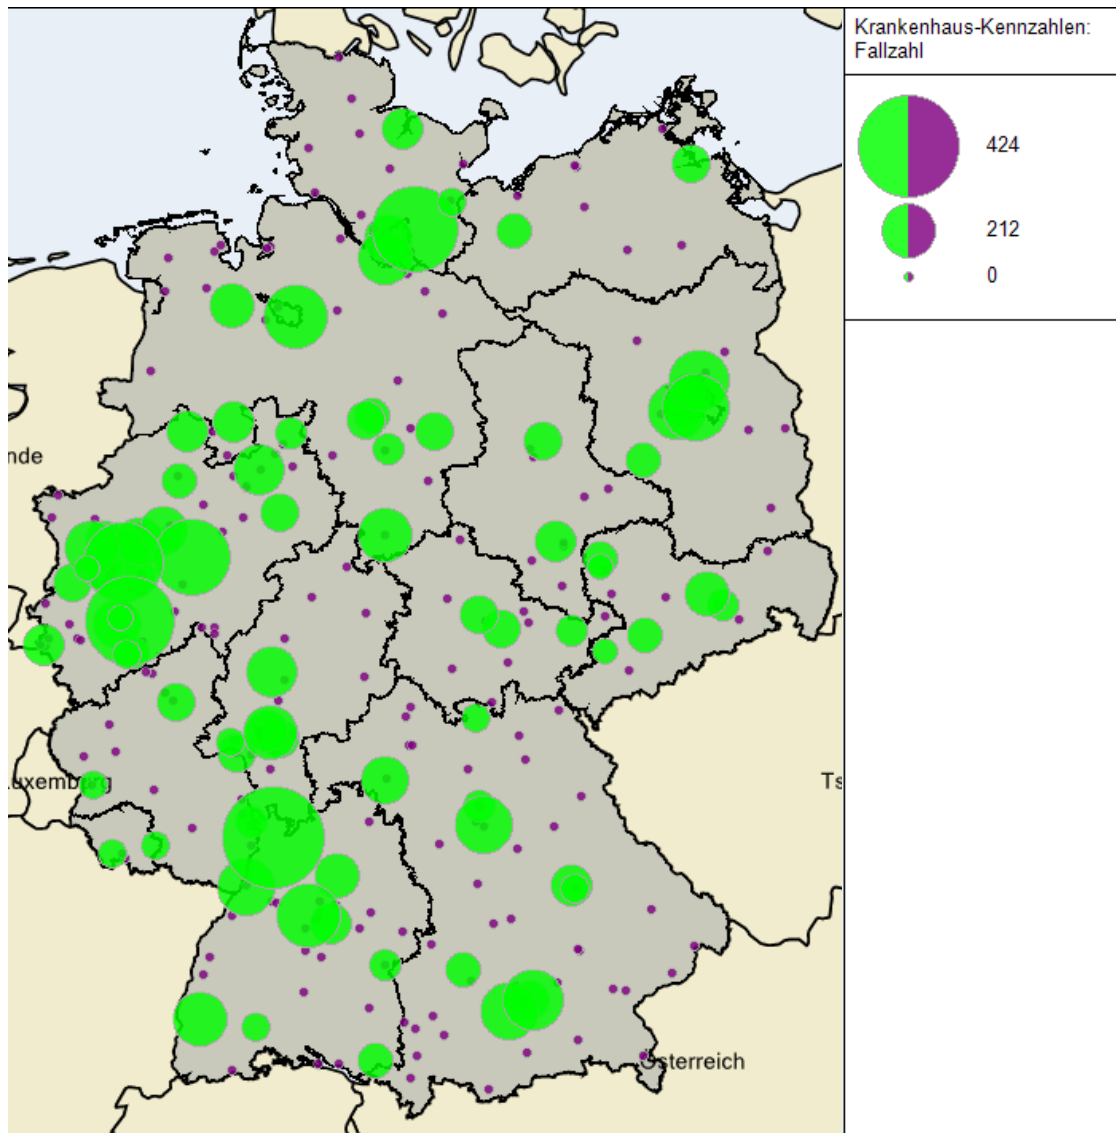 Krankenhaus-Kennzahlen:
Fallzahl
424
212
0
nde
uxemburg
Ts
Österreich